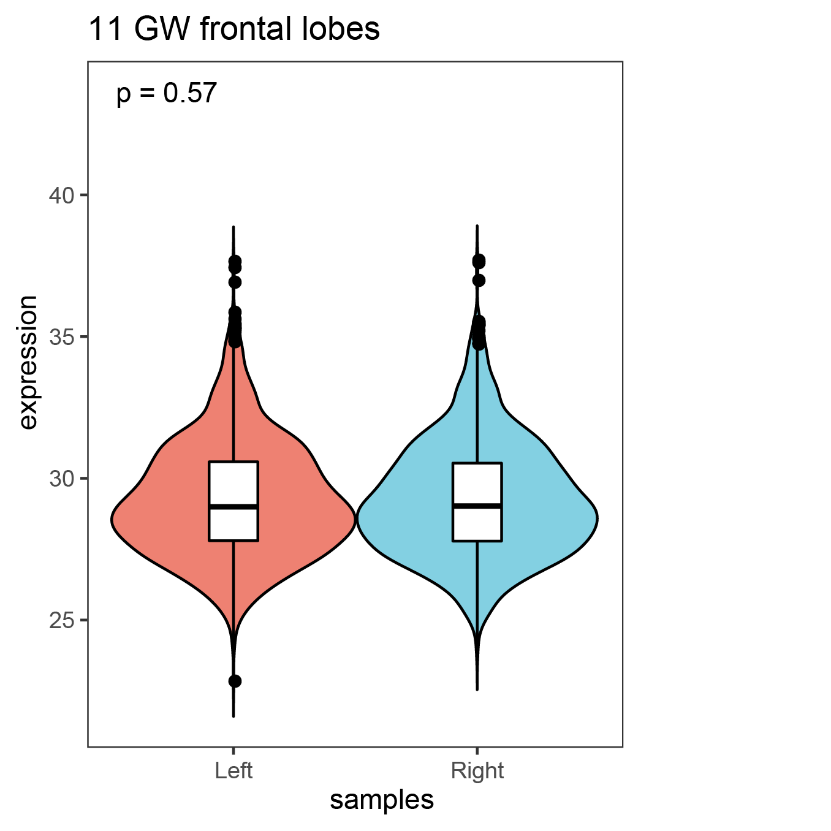 11 GW frontal lobes
p = 0.57
40
35
30
25
expression
Left Right
samples